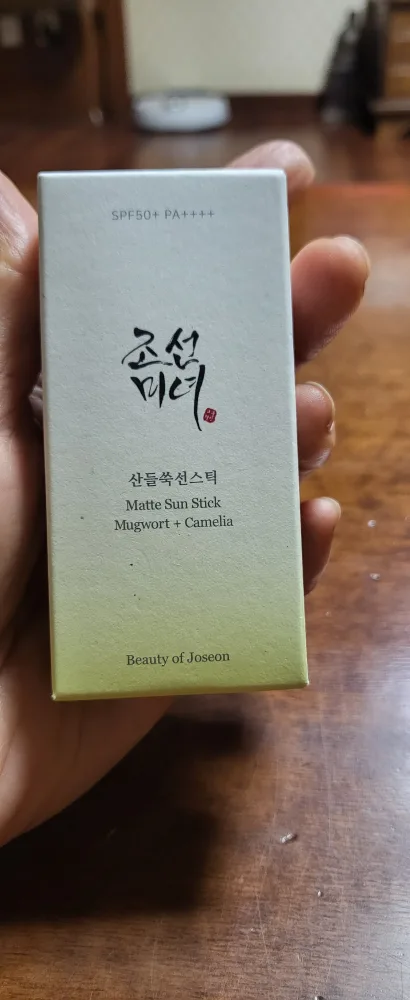 SPF50+ PA++++
조선
미녀
산들쑥선스틱
Matte Sun Stick
Mugwort + Camelia
Beauty of Joseon